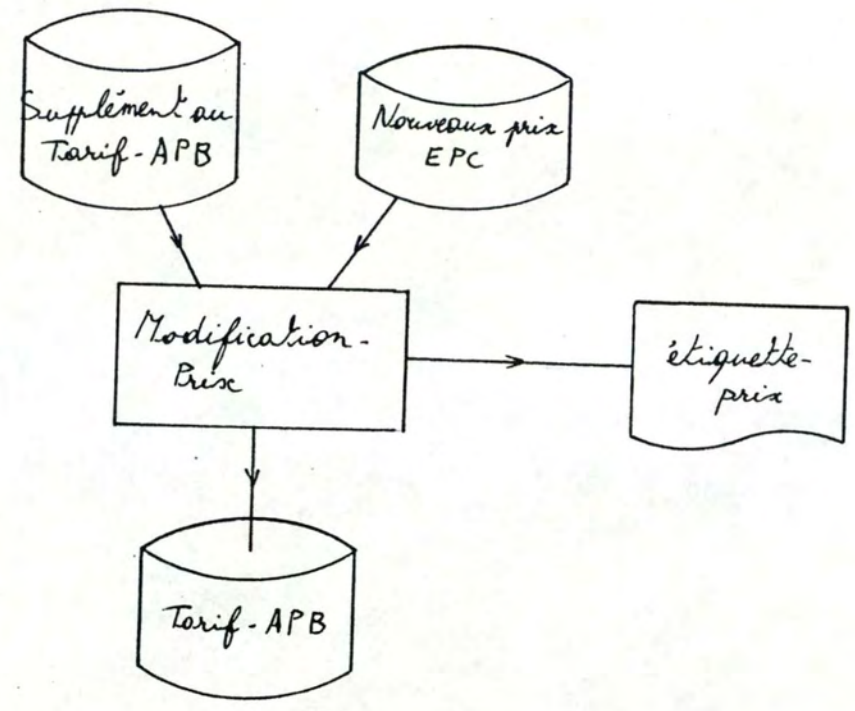 Supplément au
Tarif-APB
Nouveaux prix
EPC
Modification-
Prix
étiquette-
prix
Tarif-APB